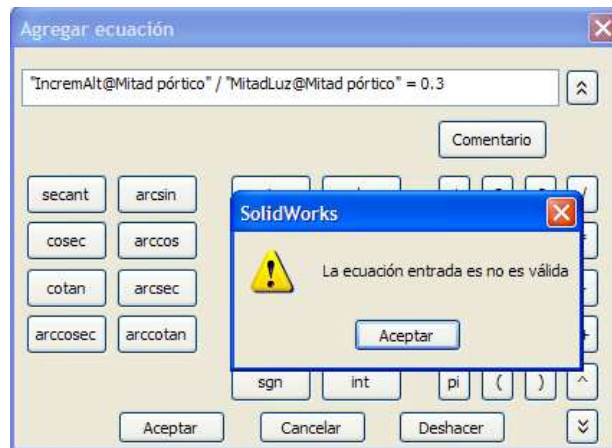 Agregar ecuación
"IncremAlt@Mitad pórtico" / "MitadLuz@Mitad pórtico" = 0.3
Comentario
secant arcsin
SolidWorks
cosec arccos
La ecuación entrada es no es válida
cotan arcsec
Aceptar
arccosec arccotan
sgn int pi ( ) ^
Aceptar Cancelar Deshacer